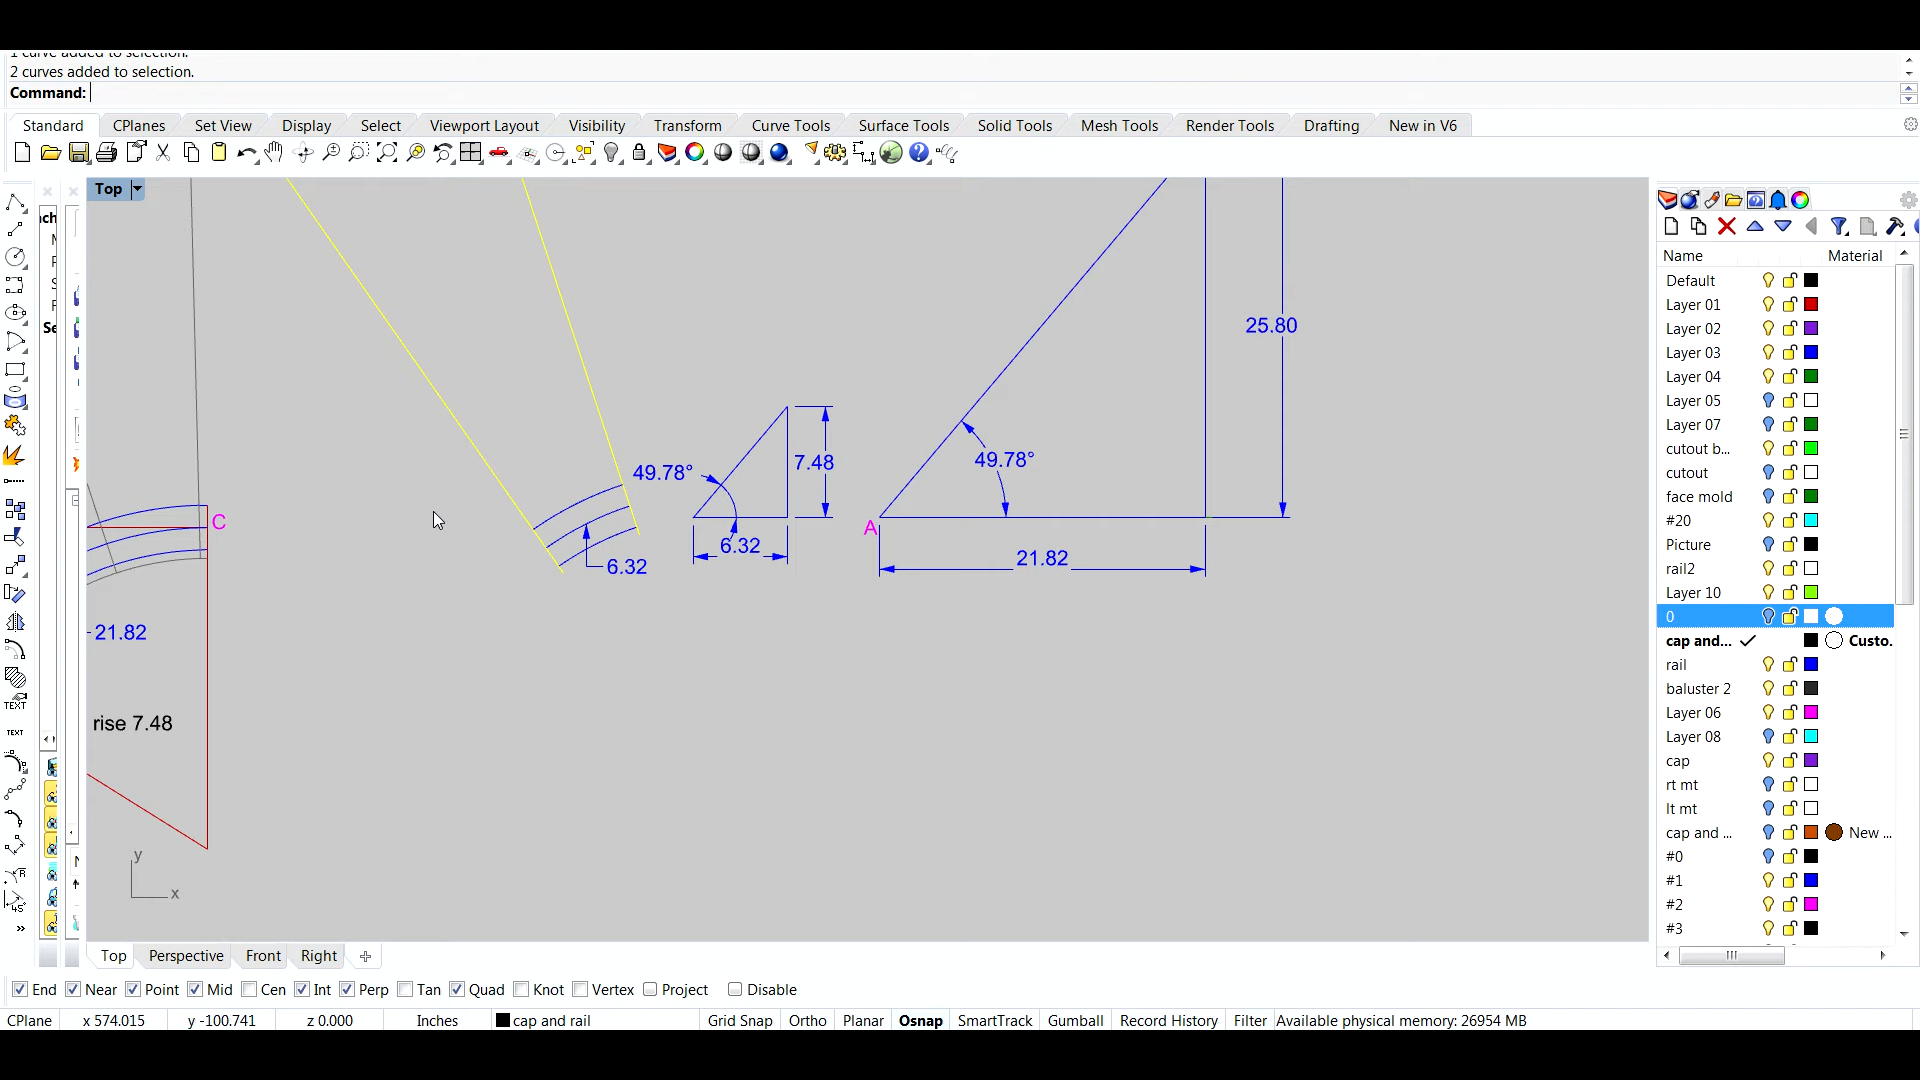 1 curve added to selection.
2 curves added to selection.
Command:
Standard CPlanes Set View Display Select Viewport Layout Visibility Transform Curve Tools Surface Tools Solid Tools Mesh Tools Render Tools Drafting New in V6
Top
Name Material
Default
Layer 01
Layer 02
Layer 03
Layer 04
Layer 05
Layer 07
cutout b...
cutout
face mold
#20
Picture
rail2
Layer 10
0
cap and... Custo.
rail
baluster 2
Layer 06
Layer 08
cap
rt mt
lt mt
cap and ... New ...
#0
#1
#2
#3
25.80
49.78°
7.48
49.78°
6.32
6.32
A
21.82
C
21.82
rise 7.48
y
x
TEXT
TEXT
Top Perspective Front Right
End Near Point Mid Cen Int Perp Tan Quad Knot Vertex Project Disable
CPlane x 574.015 y -100.741 z 0.000 Inches cap and rail Grid Snap Ortho Planar Osnap SmartTrack Gumball Record History Filter Available physical memory: 26954 MB